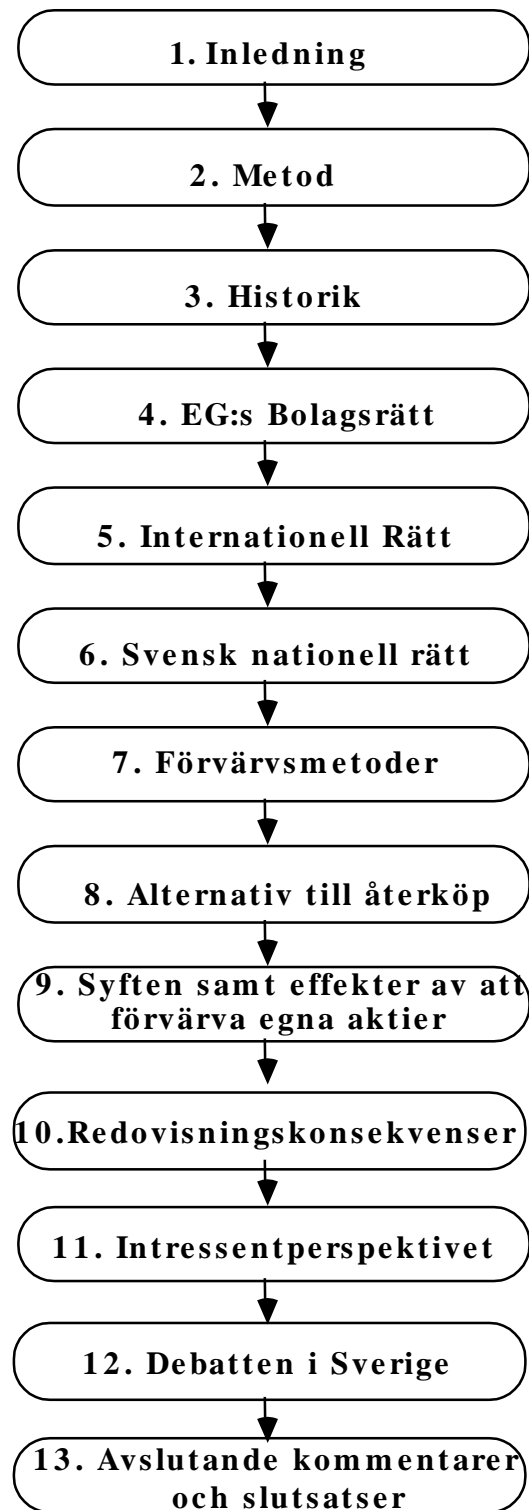 1. Inledning
2. Metod
3. Historik
4. EG:s Bolagsrätt
5. Internationell Rätt
6. Svensk nationell rätt
7. Förvärvsmetoder
8. Alternativ till återköp
9. Syften samt effekter av att
förvärva egna aktier
10.Redovisningskonsekvenser
11. Intressentperspektivet
12. Debatten i Sverige
13. Avslutande kommentarer
och slutsatser